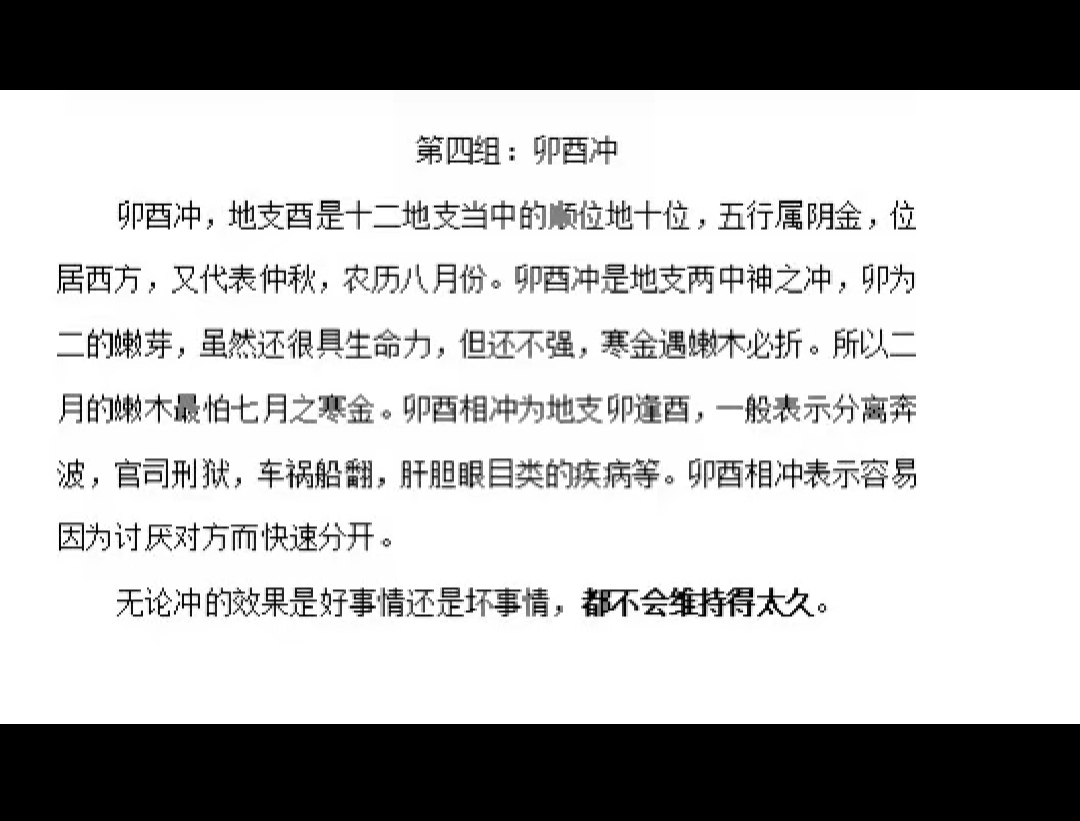 第四组：卯酉冲
卯酉冲，地支酉是十二地支当中的顺位地十位，五行属阴金，位
居西方，又代表仲秋，农历八月份。卯酉冲是地支两中神之冲，卯为
二的嫩芽，虽然还很具生命力，但还不强，寒金遇嫩木必折。所以二
月的嫩木最怕七月之寒金。卯酉相冲为地支卯逢酉，一般表示分离奔
波，官司刑狱，车祸船翻，肝胆眼目类的疾病等。卯酉相冲表示容易
因为讨厌对方而快速分开。
无论冲的效果是好事情还是坏事情，都不会维持得太久。